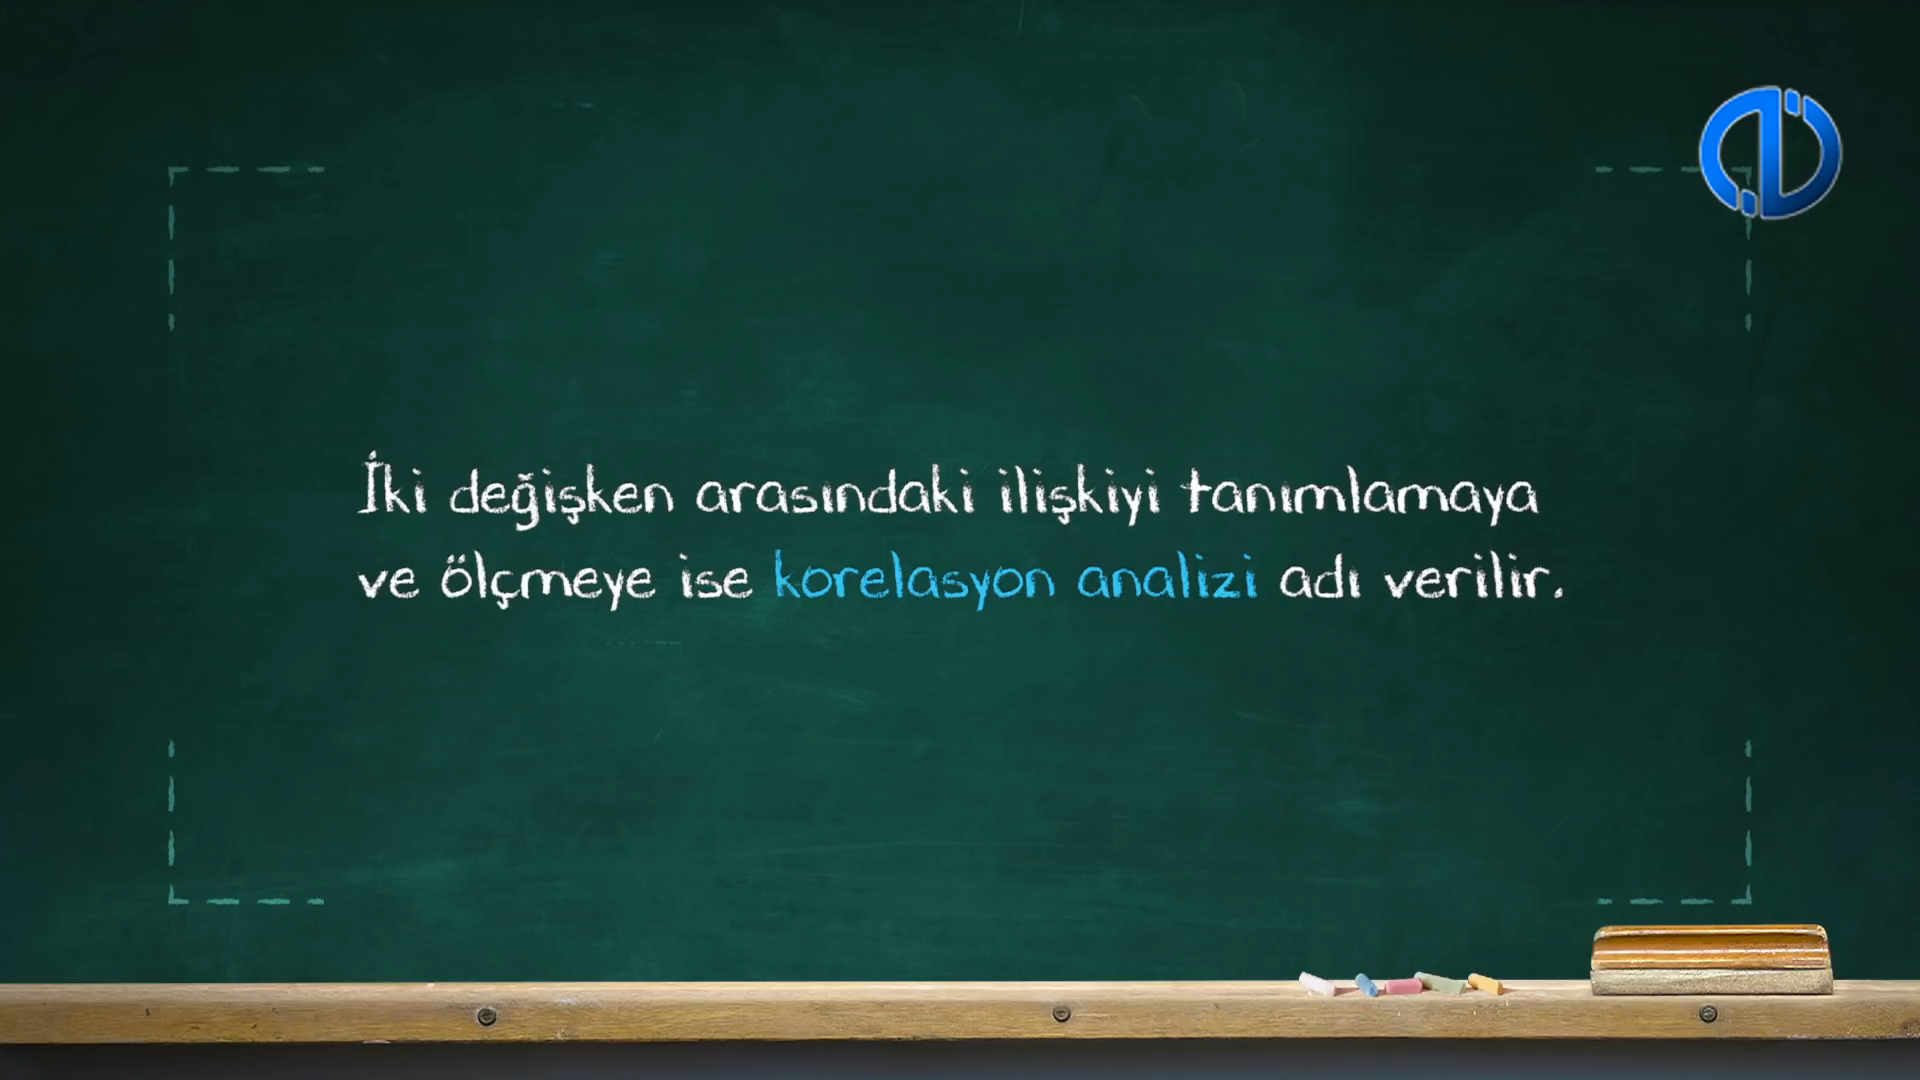 İki değişken arasındaki ilişkiyi tanımlamaya
ve ölçmeye ise korelasyon analizi adı verilir.